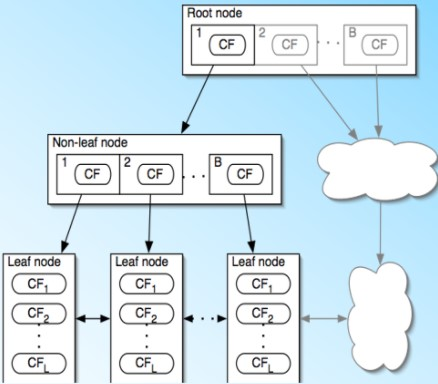 Root node
1 CF 2 CF . . . B CF
Non-leaf node
1 CF 2 CF . . . B CF
Leaf node Leaf node Leaf node
CF1 CF1 CF1
CF2 CF2 CF2
CFL CFL CFL